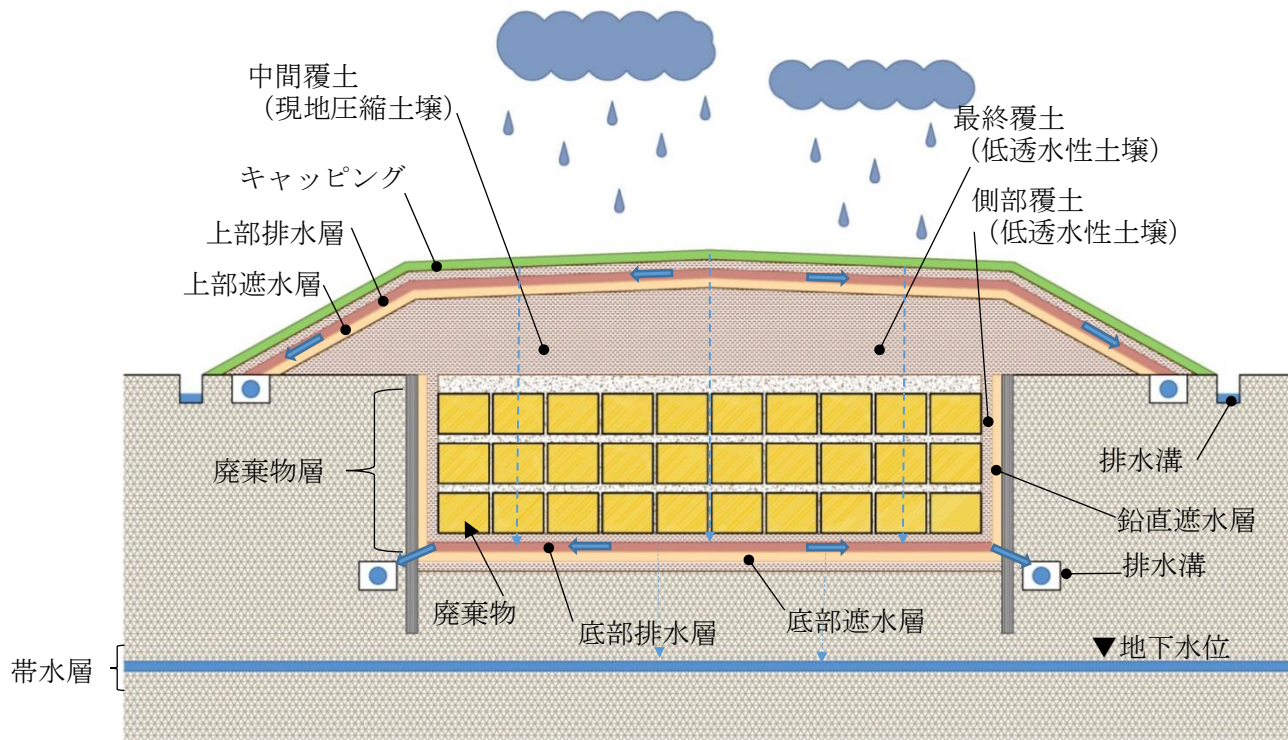 中間覆土
（現地圧縮土壌）
最終覆土
（低透水性土壌）
キャッピング
側部覆土
（低透水性土壌）
上部排水層
上部遮水層
廃棄物層
排水溝
鉛直遮水層
排水溝
廃棄物
底部排水層
底部遮水層
▼地下水位
帯水層